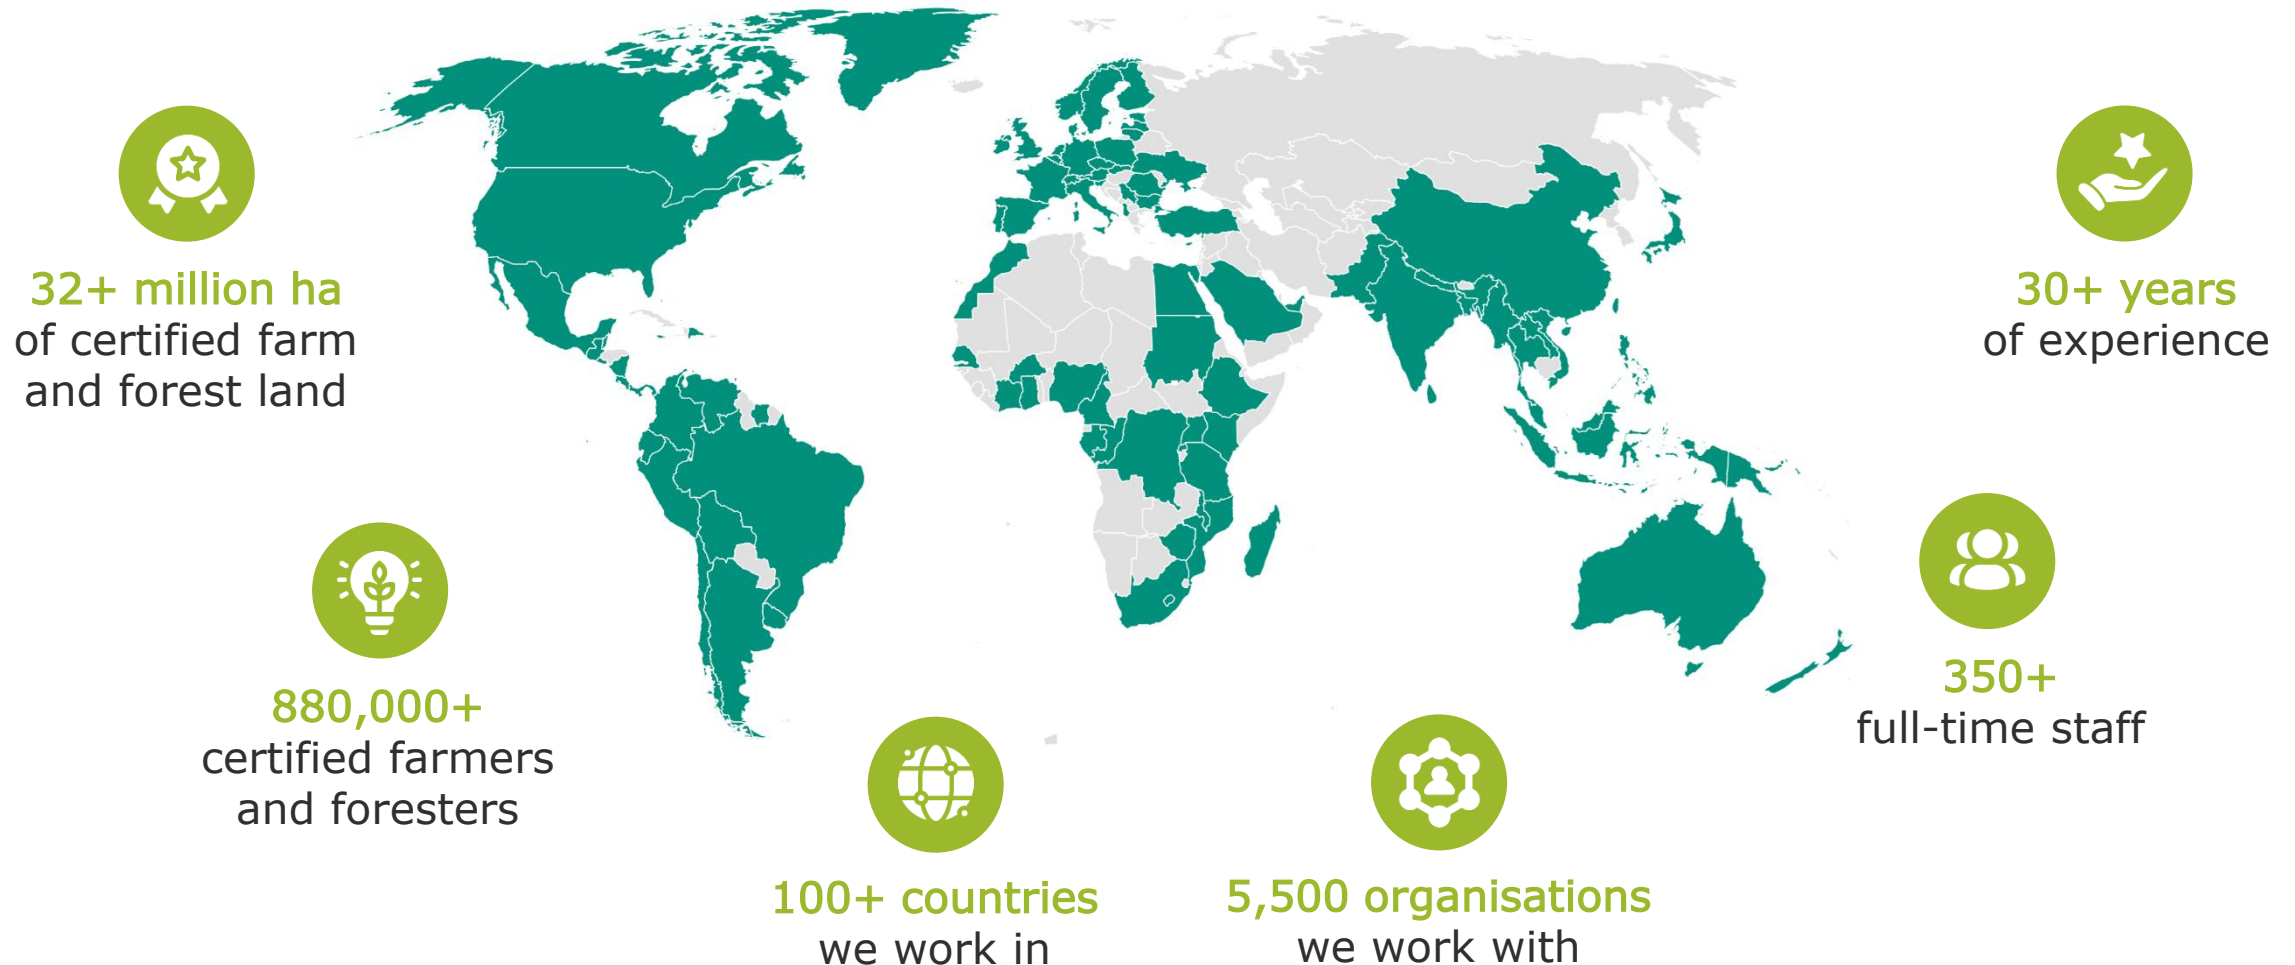 32+ million ha
of certified farm
and forest land
880,000+
certified farmers
and foresters
100+ countries
we work in
5,500 organisations
we work with
350+
full-time staff
30+ years
of experience